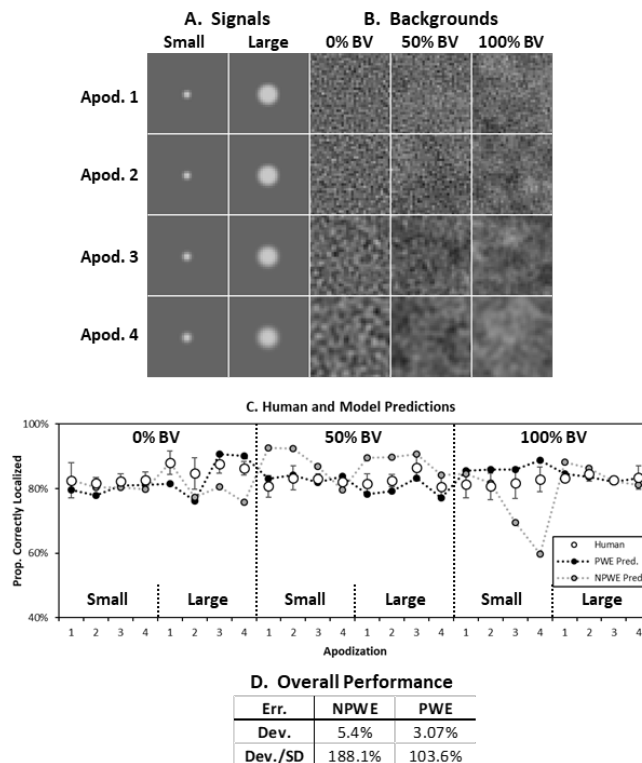 A. Signals B. Backgrounds
Small Large 0% BV 50% BV 100% BV
Apod. 1
Apod. 2
Apod. 3
Apod. 4
C. Human and Model Predictions
100%
80%
60%
40%
Prop. Correctly Localized
0% BV 50% BV 100% BV
Human
PWE Pred.
NPWE Pred
Small Large Small Large Small Large
1 2 3 4 1 2 3 4 1 2 3 4 1 2 3 4 1 2 3 4 1 2 3 4
Apodization
D. Overall Performance
Err. NPWE PWE
Dev. 5.4% 3.07%
Dev./SD 188.1% 103.6%